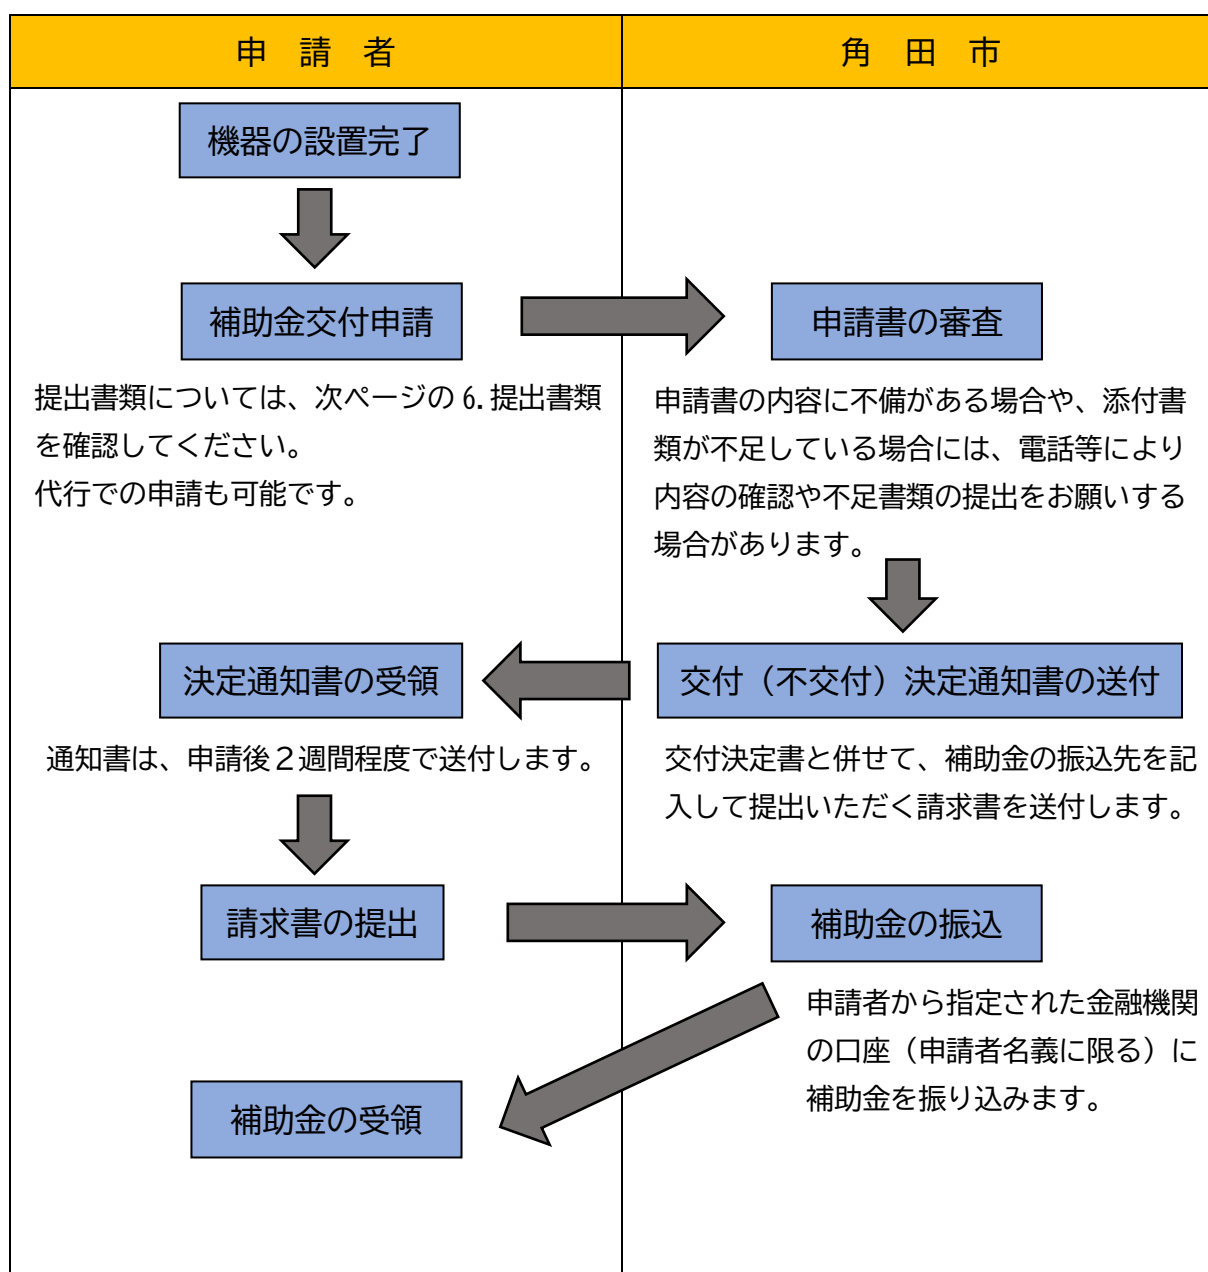 申　請　者
角　田　市
機器の設置完了
補助金交付申請
申請書の審査
提出書類については、次ページの 6.提出書類
を確認してください。
代行での申請も可能です。
申請書の内容に不備がある場合や、添付書
類が不足している場合には、電話等により
内容の確認や不足書類の提出をお願いする
場合があります。
交付（不交付）決定通知書の送付
決定通知書の受領
交付決定書と併せて、補助金の振込先を記
入して提出いただく請求書を送付します。
通知書は、申請後２週間程度で送付します。
請求書の提出
補助金の振込
申請者から指定された金融機関
の口座（申請者名義に限る）に
補助金を振り込みます。
補助金の受領